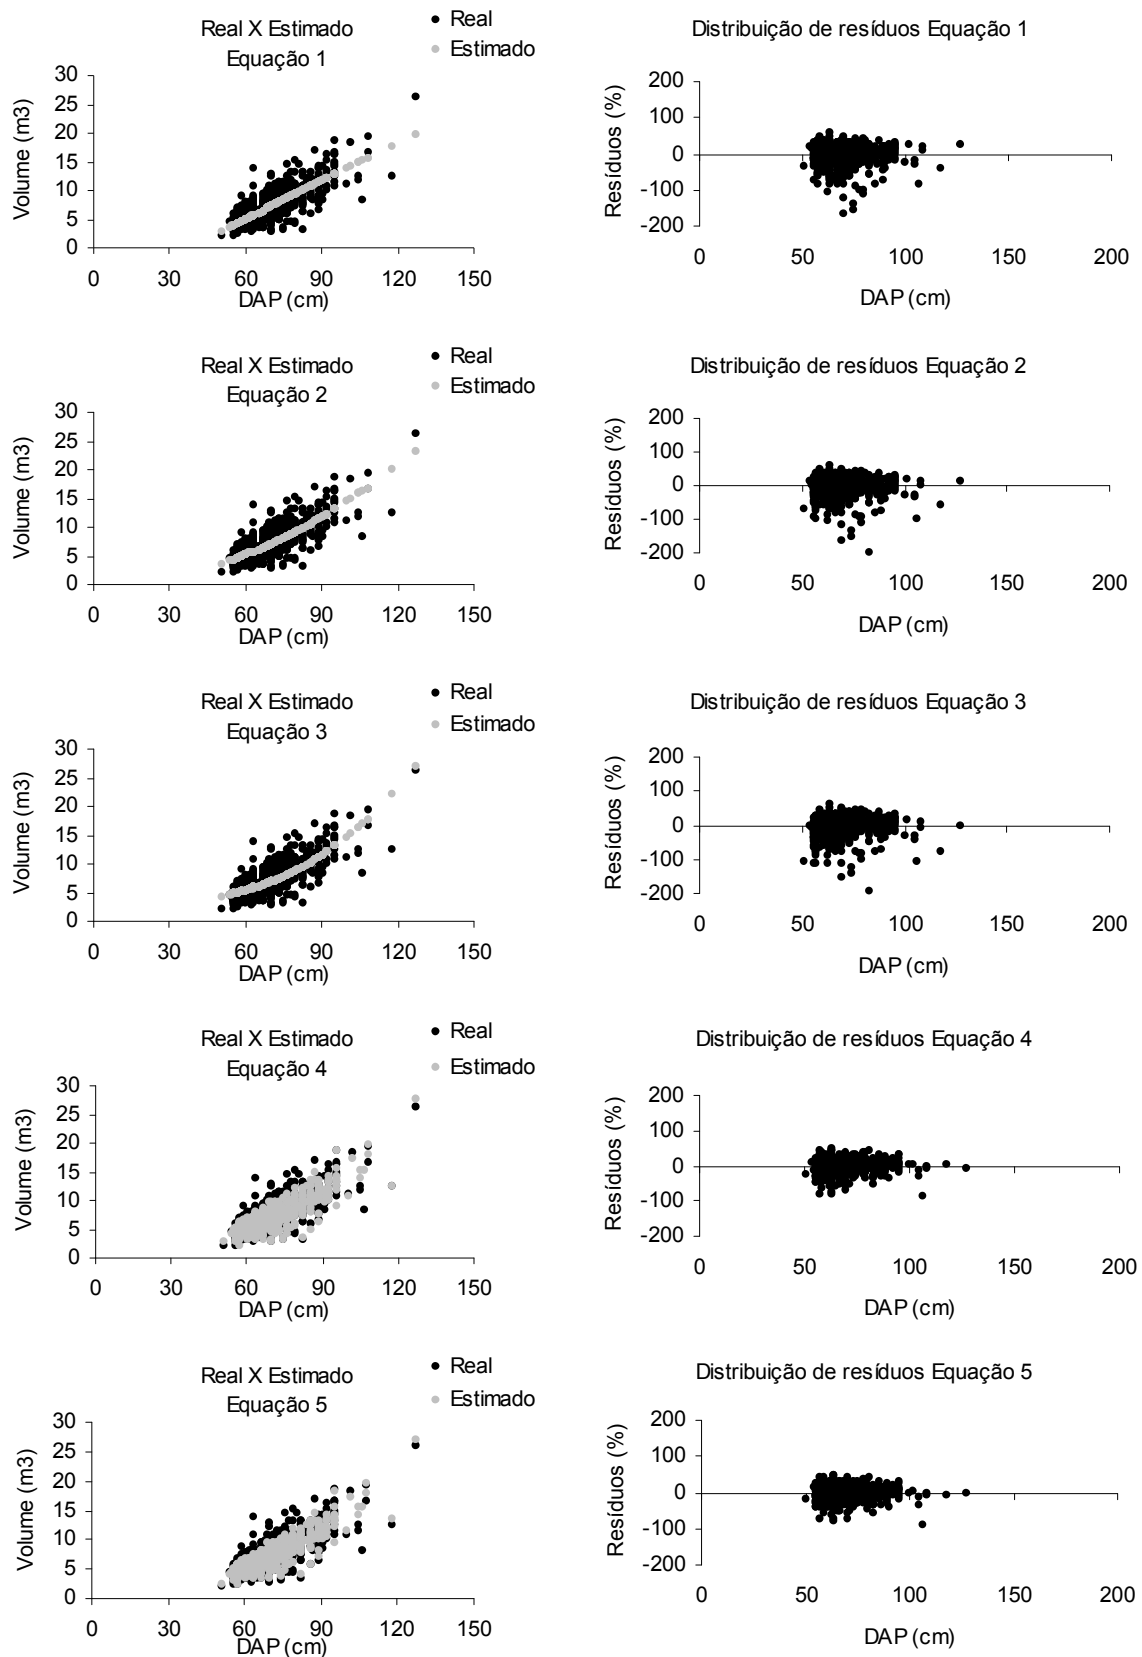 Real X Estimado
Equação 1
Real
Estimado
Volume (m3)
30
25
20
15
10
5
0
0 30 60 90 120 150
DAP (cm)
Distribuição de resíduos Equação 1
Resíduos (%)
200
100
0
-100
-200
0 50 100 150 200
DAP (cm)
Real X Estimado
Equação 2
Real
Estimado
Volume (m3)
30
25
20
15
10
5
0
0 30 60 90 120 150
DAP (cm)
Distribuição de resíduos Equação 2
Resíduos (%)
200
100
0
-100
-200
0 50 100 150 200
DAP (cm)
Real X Estimado
Equação 3
Real
Estimado
Volume (m3)
30
25
20
15
10
5
0
0 30 60 90 120 150
DAP (cm)
Distribuição de resíduos Equação 3
Resíduos (%)
200
100
0
-100
-200
0 50 100 150 200
DAP (cm)
Real X Estimado
Equação 4
Real
Estimado
Volume (m3)
30
25
20
15
10
5
0
0 30 60 90 120 150
DAP (cm)
Distribuição de resíduos Equação 4
Resíduos (%)
200
100
0
-100
-200
0 50 100 150 200
DAP (cm)
Real X Estimado
Equação 5
Real
Estimado
Volume (m3)
30
25
20
15
10
5
0
0 30 60 90 120 150
DAP (cm)
Distribuição de resíduos Equação 5
Resíduos (%)
200
100
0
-100
-200
0 50 100 150 200
DAP (cm)